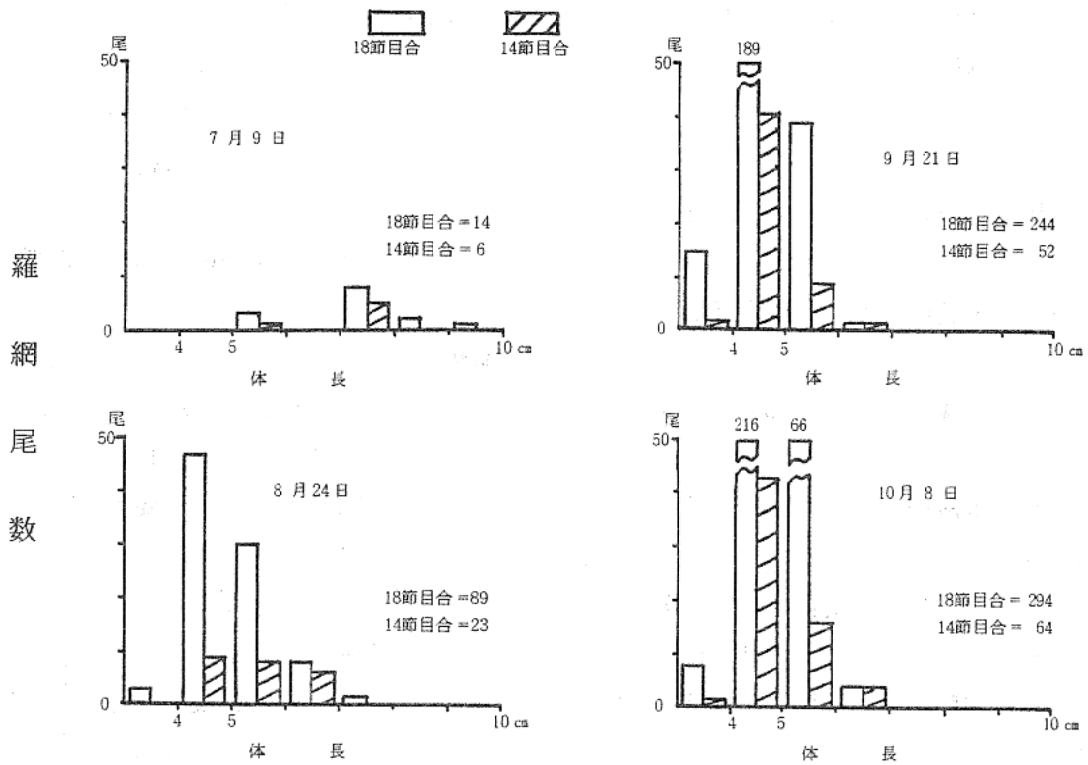 18節目合 14節目合
羅網尾数
尾
50
7月9日
18節目合=14
14節目合=6
0
4 5 10 cm
体 長
尾
189
50
9月21日
18節目合=244
14節目合= 52
0
4 5 10 cm
体 長
尾
50
8月24日
18節目合=89
14節目合=23
0
4 5 10 cm
体 長
尾
216 66
50
10月8日
18節目合=294
14節目合= 64
0
4 5 10 cm
体 長